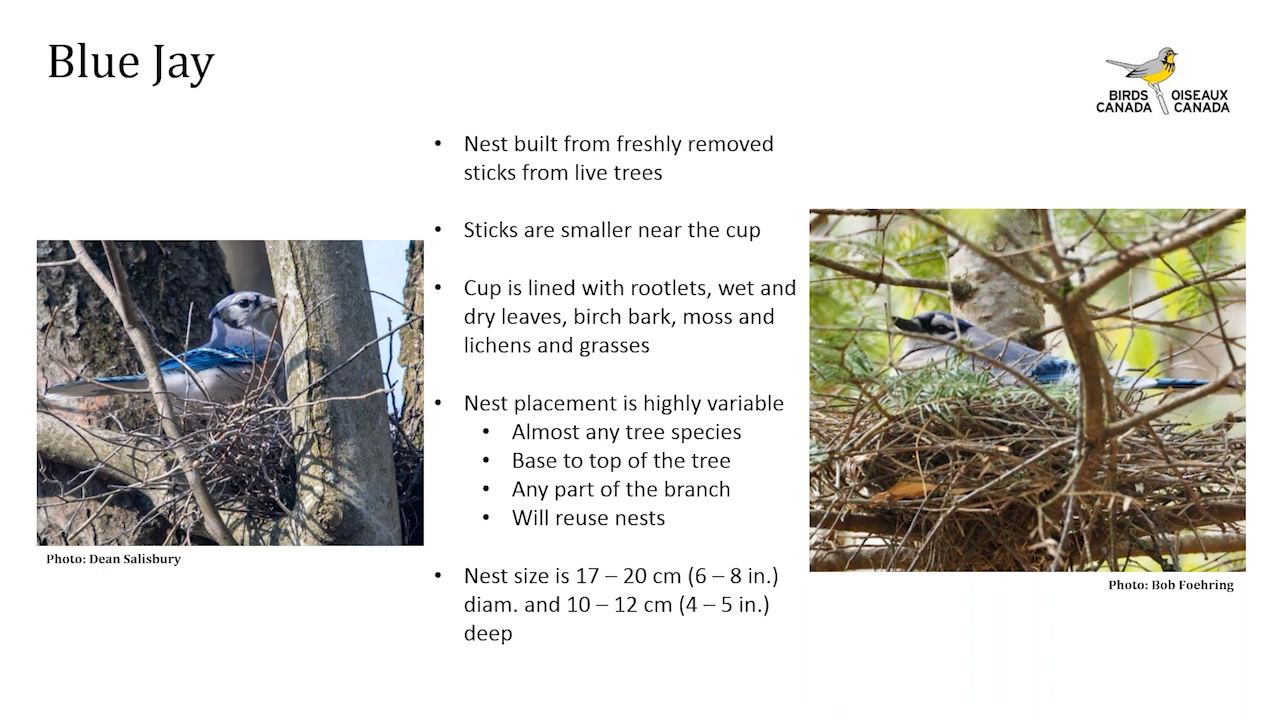 Blue Jay
BIRDS CANADA
OISEAUX CANADA
• Nest built from freshly removed
sticks from live trees
• Sticks are smaller near the cup
• Cup is lined with rootlets, wet and
dry leaves, birch bark, moss and
lichens and grasses
• Nest placement is highly variable
• Almost any tree species
• Base to top of the tree
• Any part of the branch
• Will reuse nests
• Nest size is 17 – 20 cm (6 – 8 in.)
diam. and 10 – 12 cm (4 – 5 in.)
deep
Photo: Dean Salisbury
Photo: Bob Foehring